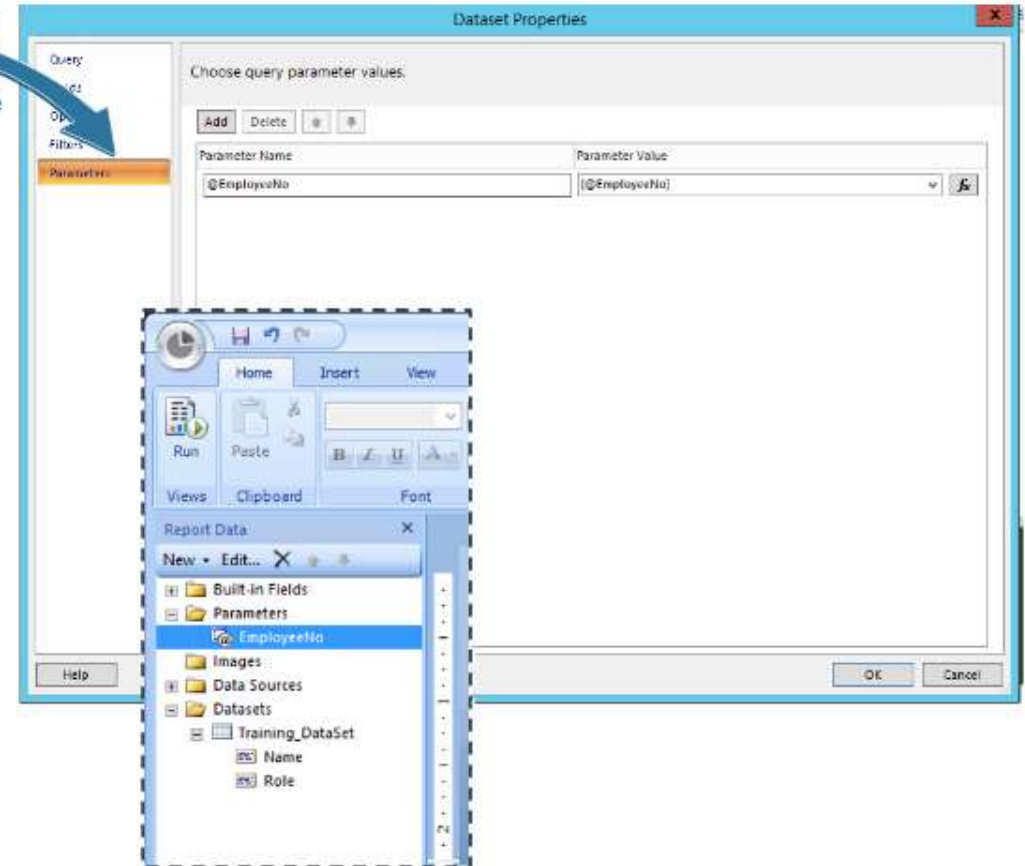 Dataset Properties
Query
Choose query parameter values.
Add Delete
Filters
Parameter Name Parameter Value
Parameters
@EmployeeNo [@EmployeeNo]
fx
Home Insert View
Run Paste B I U A
Views Clipboard Font
Report Data
New Edit...
Built-in Fields
Parameters
EmployeeNo
Images
Help OK Cancel
Data Sources
Datasets
Training_DataSet
Name
Role
2